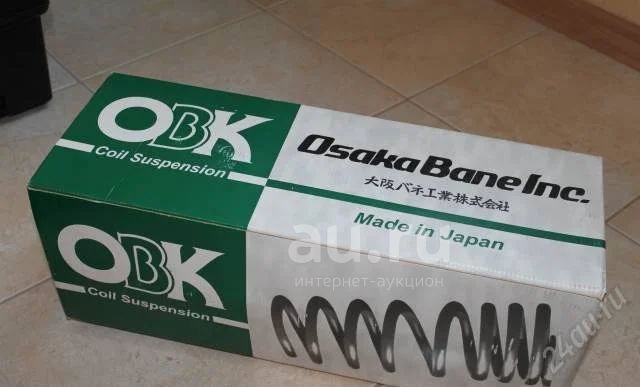 OBK
Coil Suspension
Osaka Bane Inc.
大阪バネ工業株式会社
Made in Japan
OBK
Coil Suspension
au.ru
интернет-аукцион
24au.ru